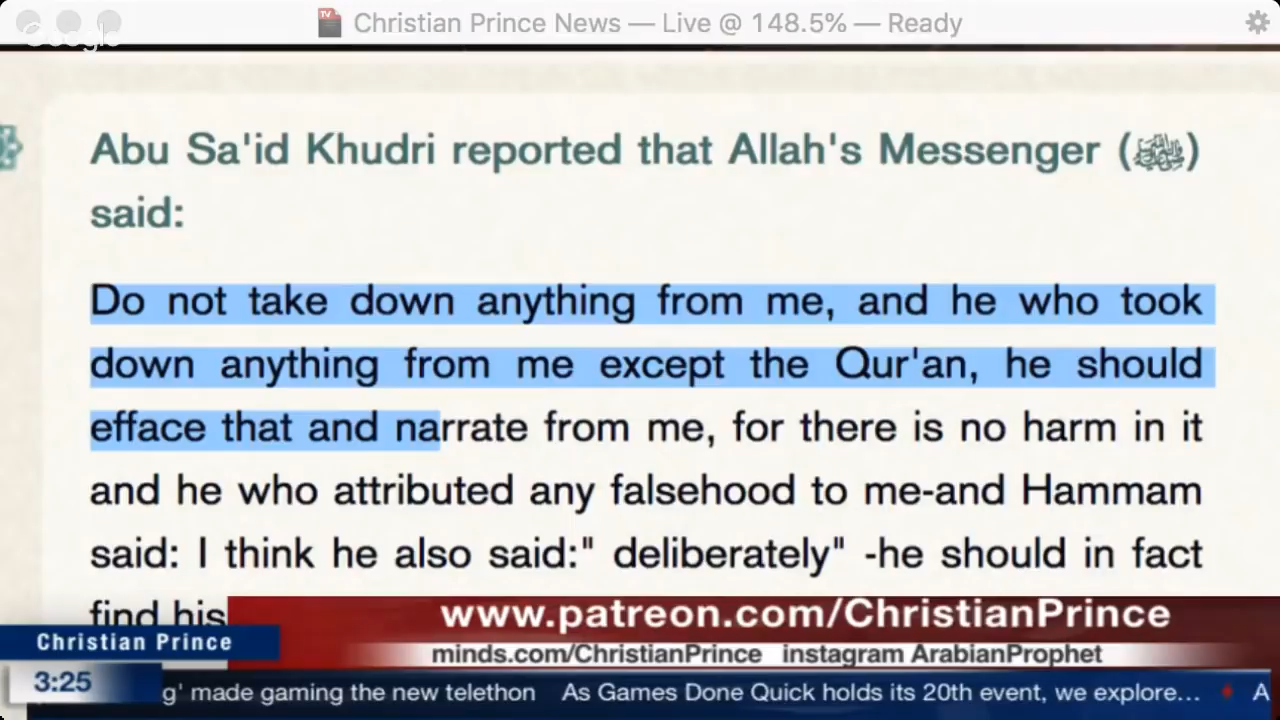 Christian Prince News — Live @ 148.5% — Ready
Google
Abu Sa'id Khudri reported that Allah's Messenger (ﷺ)
said:
Do not take down anything from me, and he who took
down anything from me except the Qur'an, he should
efface that and narrate from me, for there is no harm in it
and he who attributed any falsehood to me-and Hammam
said: I think he also said:" deliberately" -he should in fact
find his
www.patreon.com/ChristianPrince
Christian Prince
minds.com/ChristianPrince instagram ArabianProphet
3:25
g' made gaming the new telethon As Games Done Quick holds its 20th event, we explore... A